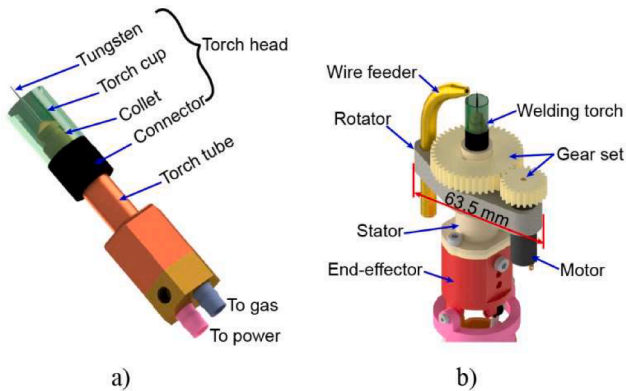 Tungsten
Torch cup
Collet
Connector
Torch head
Torch tube
To gas
To power
a)
Wire feeder
Welding torch
Rotator
Gear set
63.5 mm
Stator
End-effector
Motor
b)